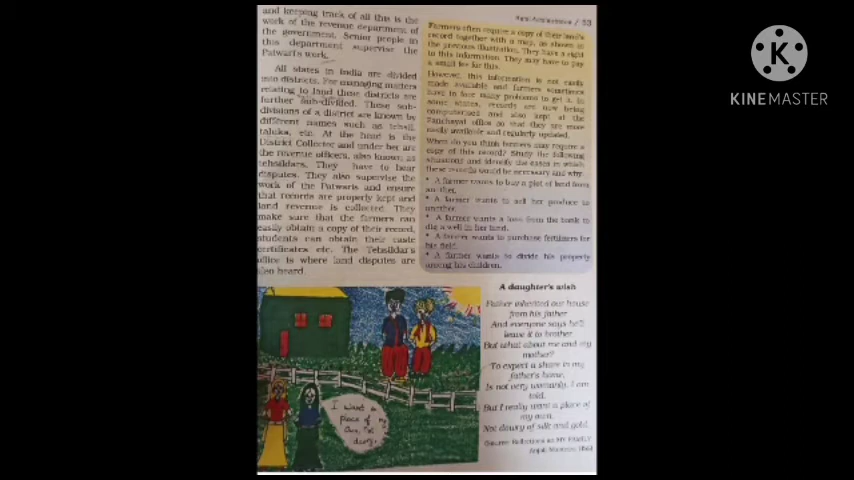 and keeping track of all this is the
work of the revenue department of
the government. Senior people in
this department supervise the
Patwari's work.
All states in India are divided
into districts. For managing matters
relating to land these districts are
further sub-divided. These sub-
divisions of a district are known by
different names such as tehsil,
taluka, etc. At the head is the
District Collector and under her are
the revenue officers, also known as
tehsildars. They have to hear
disputes. They also supervise the
work of the Patwaris and ensure
that records are properly kept and
land revenue is collected. They
make sure that the farmers can
easily obtain a copy of their record,
students can obtain their caste
certificates etc. The Tehsildar's
office is where land disputes are
also heard.
Rural Administration / 53
Farmers often require a copy of their land's
record together with a map, as shown in
the previous illustration. They have a right
to this information. They may have to pay
a small fee for this.
However, this information is not easily
made available and farmers sometimes
have to face many problems to get it. In
some states, records are now being
computerised and also kept at the
Panchayat office so that they are more
easily available and regularly updated.
When do you think farmers may require a
copy of this record? Study the following
situations and identify the cases in which
these records would be necessary and why.
* A farmer wants to buy a plot of land from
another.
* A farmer wants to sell her produce to
another.
* A farmer wants a loan from the bank to
dig a well in her land.
* A farmer wants to purchase fertilisers for
his field.
* A farmer wants to divide his property
among his children.
A daughter's wish
Father inherited our house
from his father
And everyone says he'll
leave it to brother
But what about me and my
mother?
To expect a share in my
father's home,
Is not very womanly, I am
told.
But I really want a place of
my own,
Not dowry of silk and gold.
I want a
place of my
own, not
dowry.
KINEMASTER